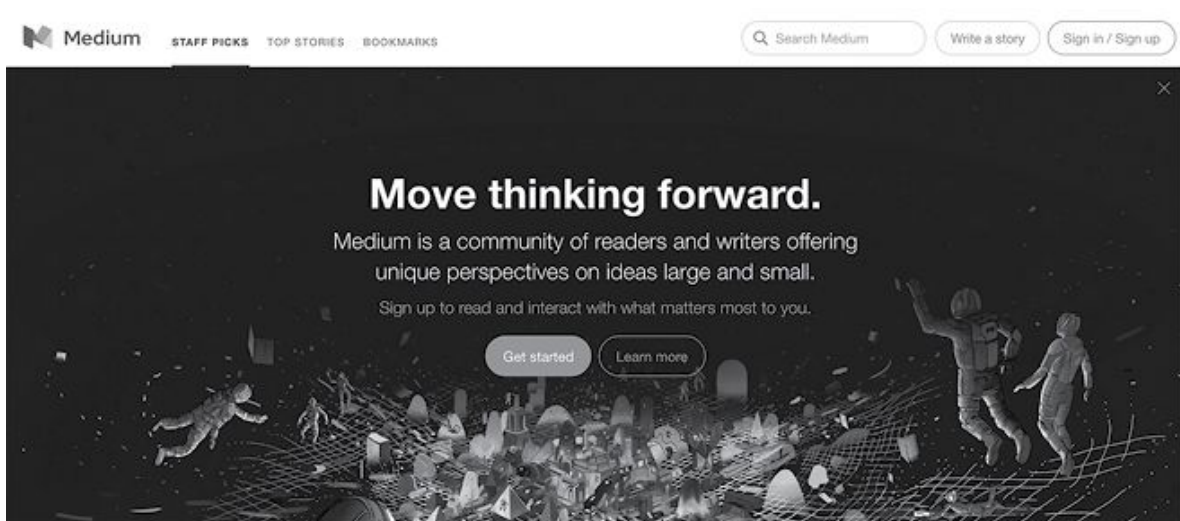 Medium
STAFF PICKS TOP STORIES BOOKMARKS
Search Medium
Write a story
Sign in / Sign up
Move thinking forward.
Medium is a community of readers and writers offering
unique perspectives on ideas large and small.
Sign up to read and interact with what matters most to you.
Get started
Learn more